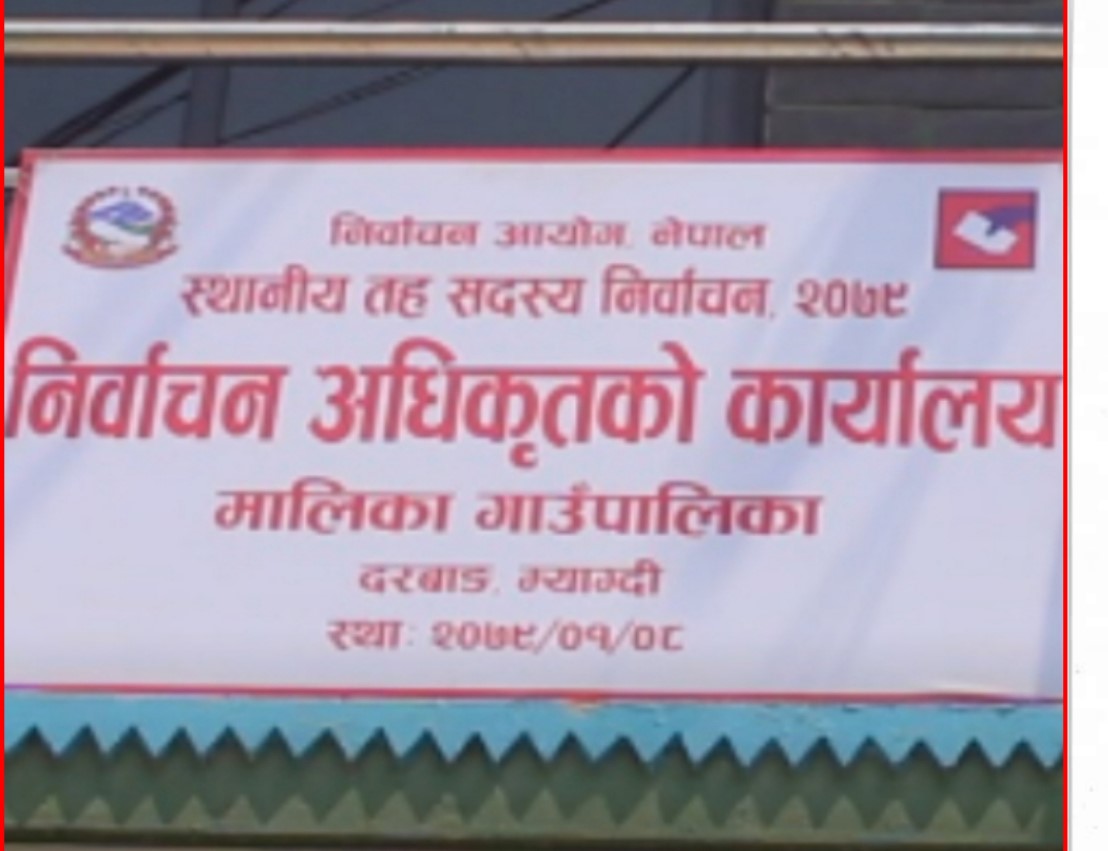 निर्वाचन आयोग, नेपाल
स्थानीय तह सदस्य निर्वाचन, २०७९
निर्वाचन अधिकृतको कार्यालय
मालिका गाउँपालिका
दरबाङ, म्याग्दी
स्था: २०७९/०१/०८